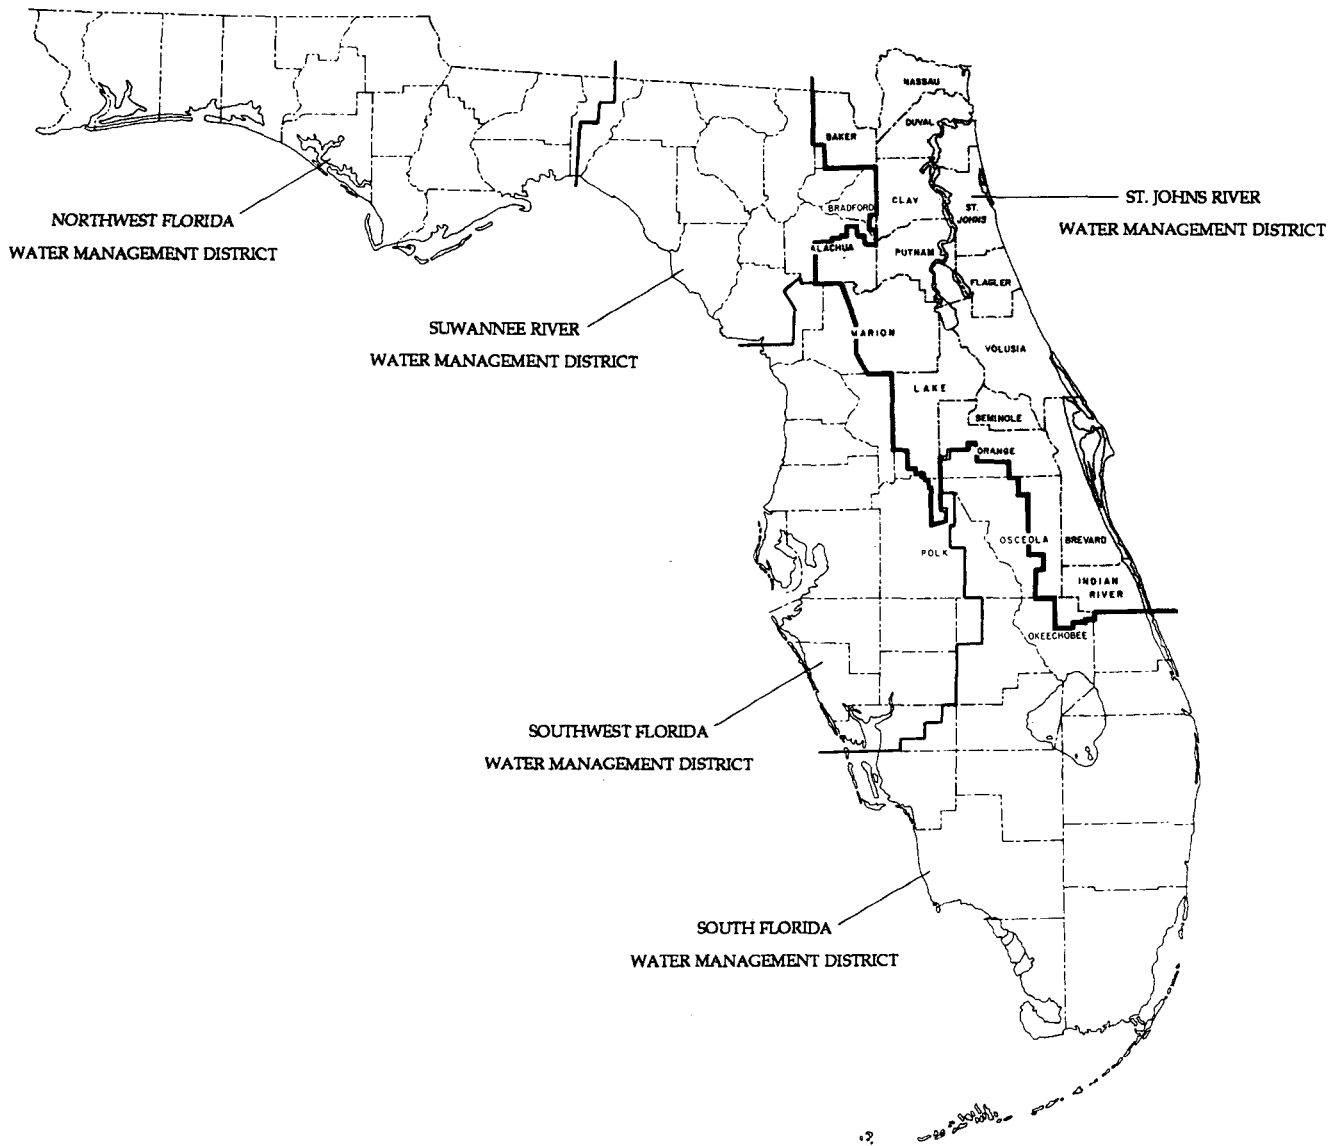 NASSAU
DUVAL
BAKER
NORTHWEST FLORIDA
WATER MANAGEMENT DISTRICT
ST. JOHNS RIVER
WATER MANAGEMENT DISTRICT
BRADFORD
CLAY
ST.
JOHNS
ALACHUA
PUTNAM
FLAGLER
SUWANNEE RIVER
WATER MANAGEMENT DISTRICT
MARION
VOLUSIA
LAKE
SEMINOLE
ORANGE
OSCEOLA
BREVARD
POLK
INDIAN
RIVER
OKEECHOBEE
SOUTHWEST FLORIDA
WATER MANAGEMENT DISTRICT
SOUTH FLORIDA
WATER MANAGEMENT DISTRICT